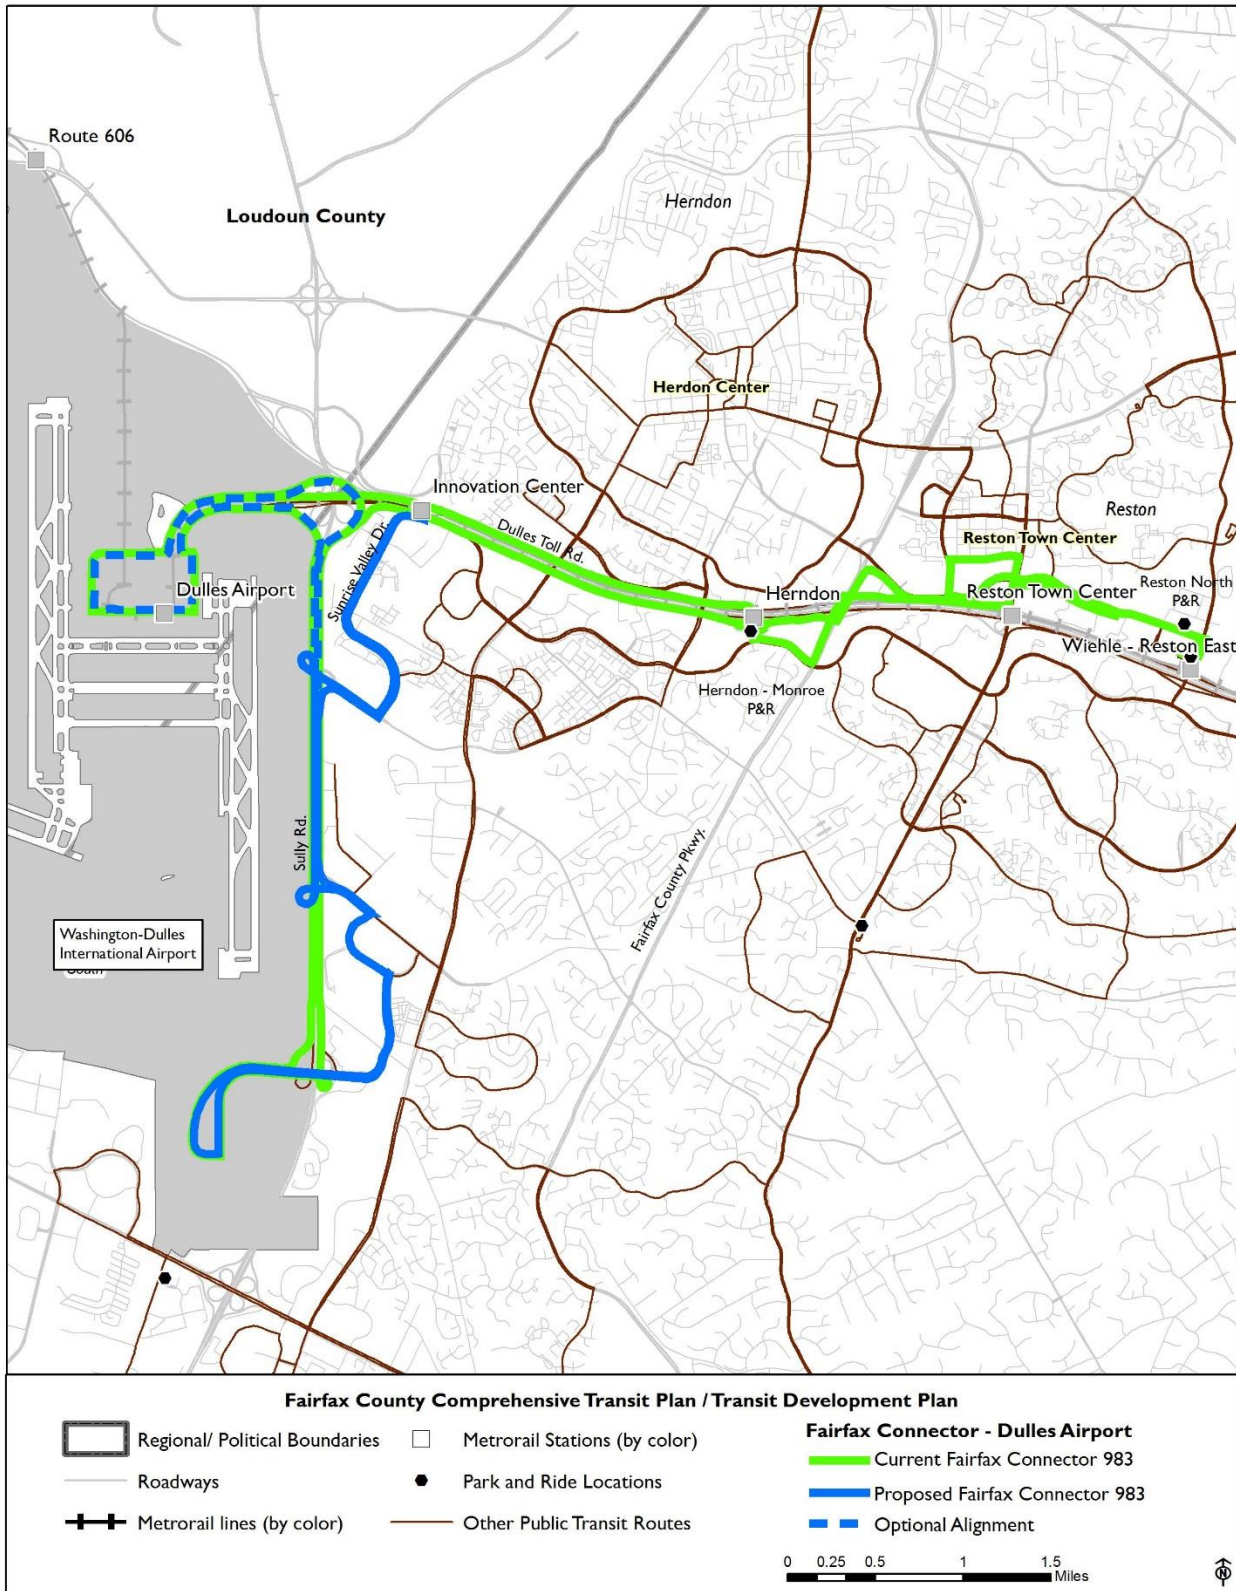 Route 606
Loudoun County
Herndon
Herdon Center
Innovation Center
Dulles Toll Rd.
Sunrise Valley Dr.
Reston
Reston Town Center
Dulles Airport
Herndon
Reston Town Center
Reston North
P&R
Wiehle - Reston East
Herndon - Monroe
P&R
Sully Rd.
Fairfax County Pkwy.
Washington-Dulles
International Airport
South
Fairfax County Comprehensive Transit Plan / Transit Development Plan
Regional/ Political Boundaries
Roadways
Metrorail lines (by color)
Metrorail Stations (by color)
Park and Ride Locations
Other Public Transit Routes
Fairfax Connector - Dulles Airport
Current Fairfax Connector 983
Proposed Fairfax Connector 983
Optional Alignment
0 0.25 0.5 1 1.5
Miles
N